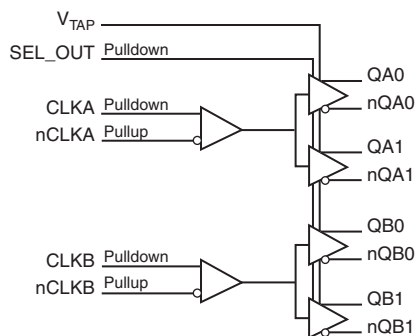 VTAP
SEL_OUT Pulldown
QA0
CLKA Pulldown
nQA0
nCLKA Pullup
QA1
nQA1
QB0
CLKB Pulldown
nQB0
nCLKB Pullup
QB1
nQB1